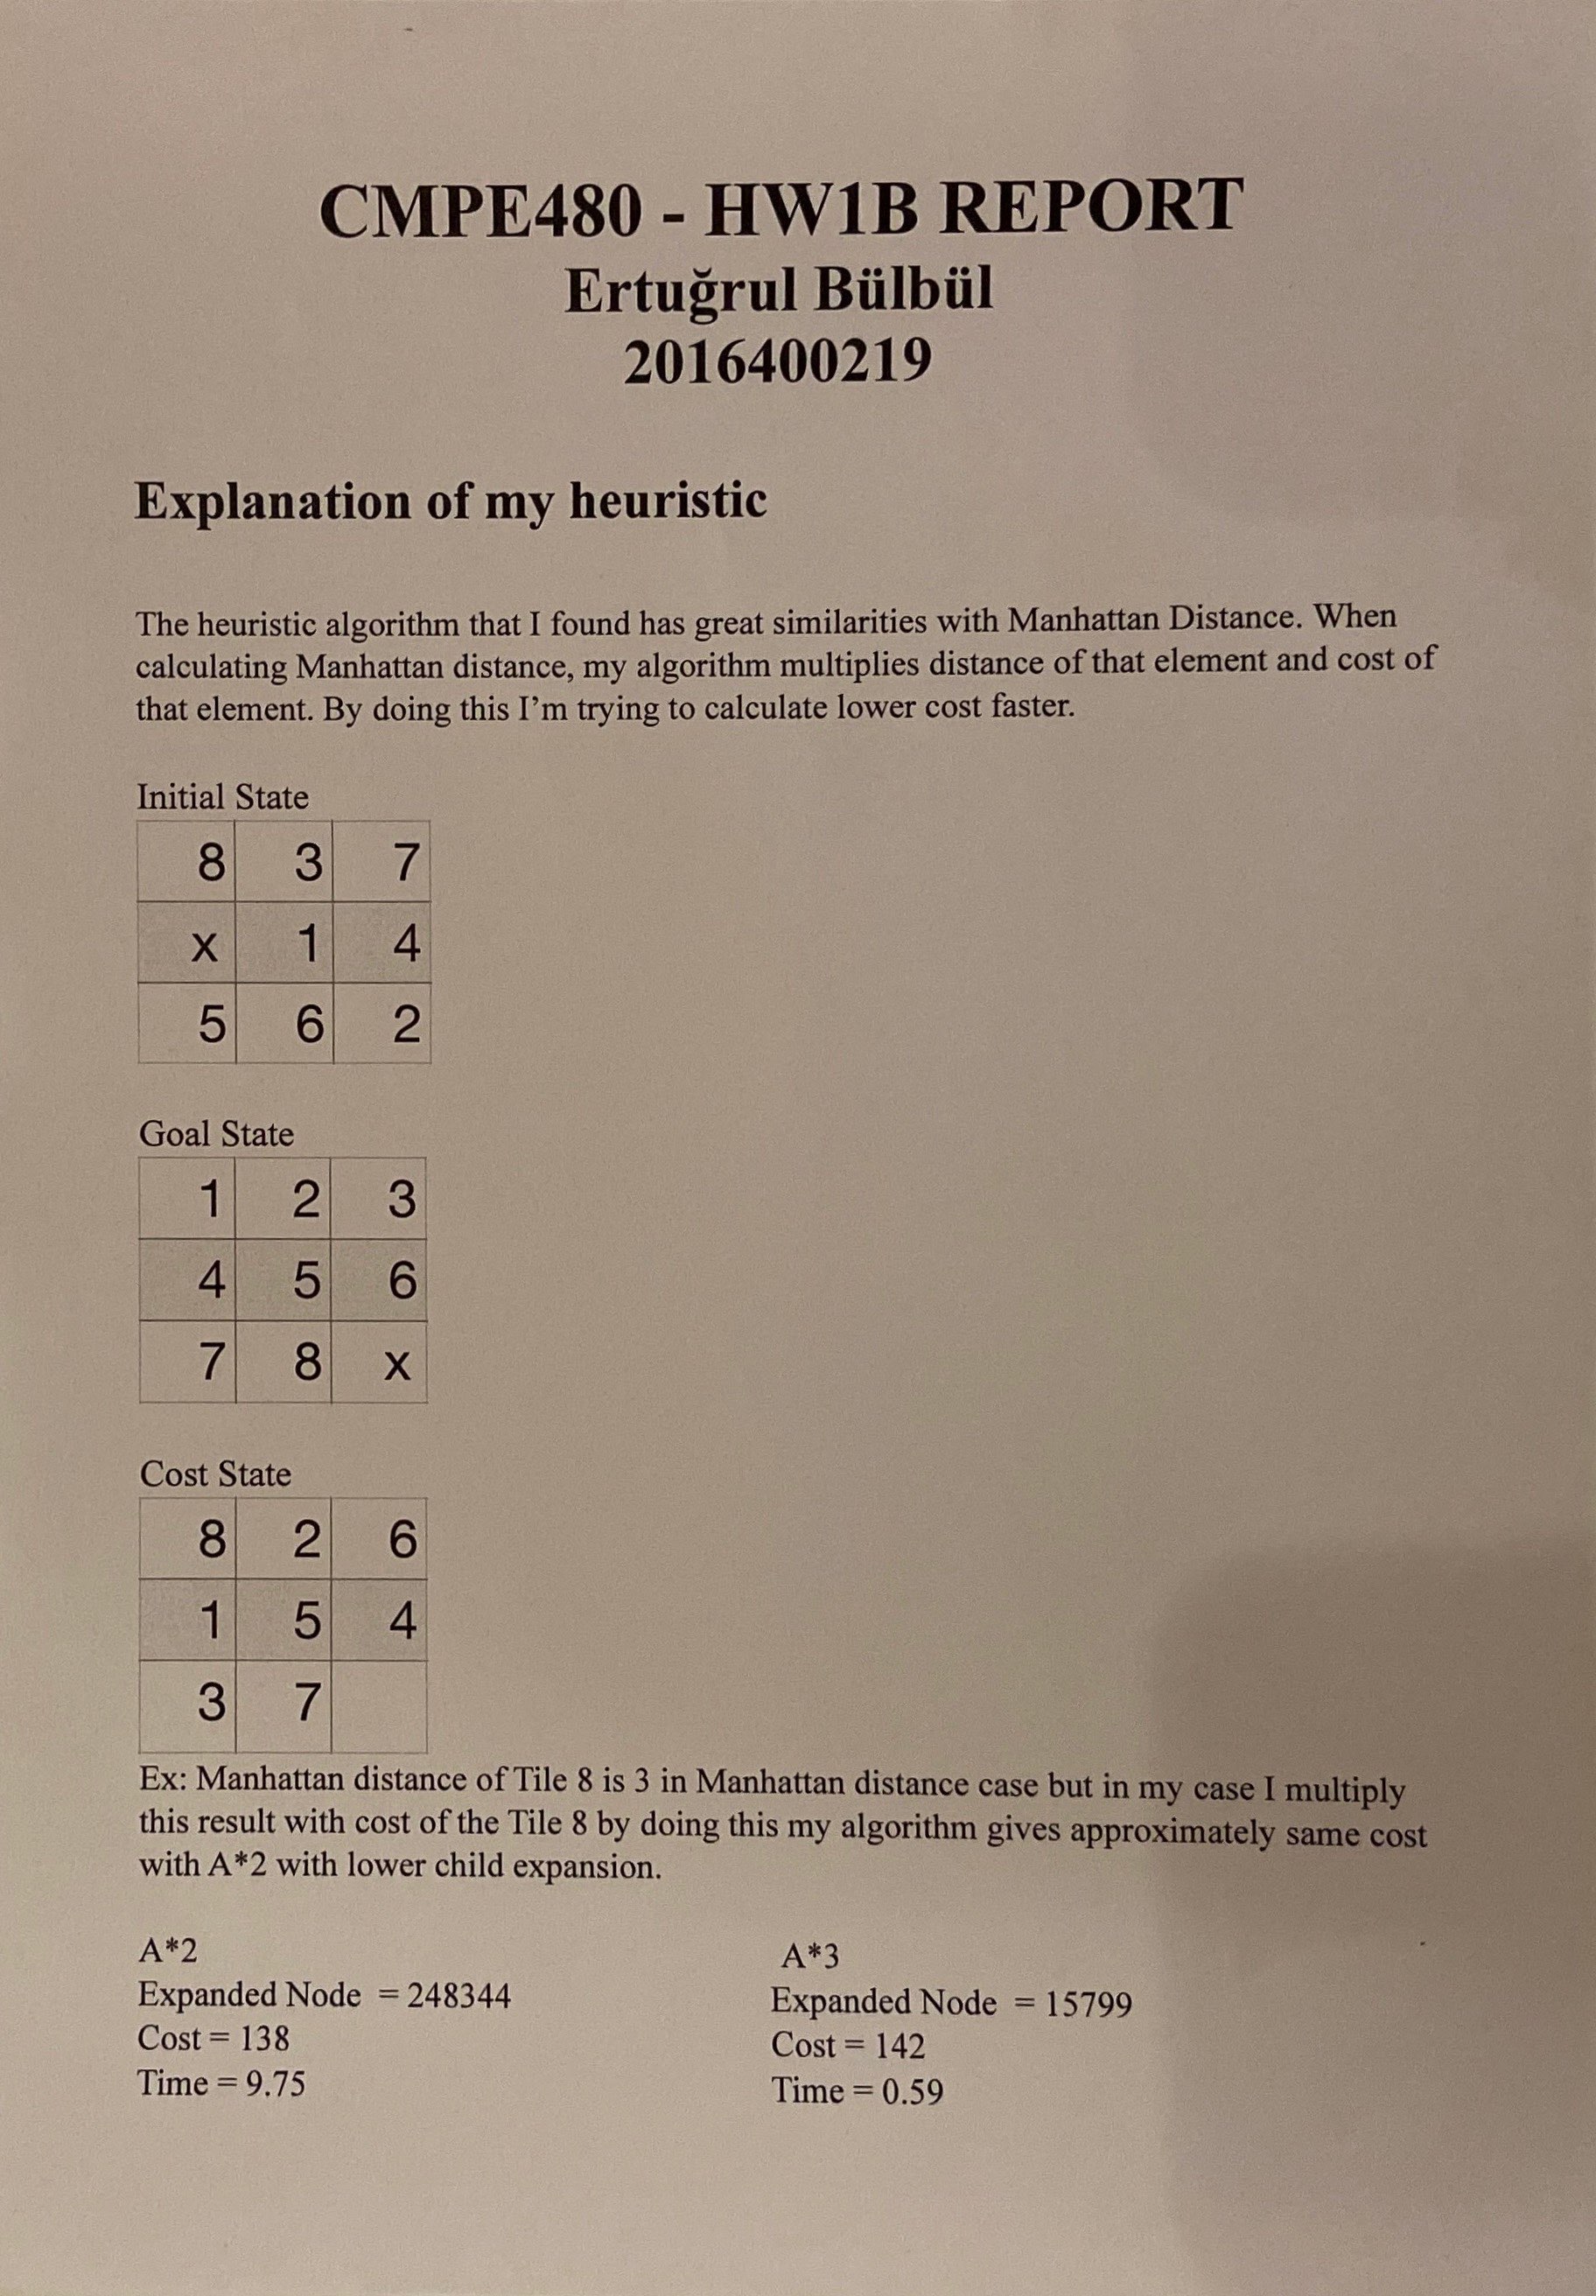 CMPE480 - HW1B REPORT
Ertuğrul Bülbül
2016400219
Explanation of my heuristic
The heuristic algorithm that I found has great similarities with Manhattan Distance. When
calculating Manhattan distance, my algorithm multiplies distance of that element and cost of
that element. By doing this I'm trying to calculate lower cost faster.
Initial State
8 3 7
x 1 4
5 6 2
Goal State
1 2 3
4 5 6
7 8 x
Cost State
8 2 6
1 5 4
3 7
Ex: Manhattan distance of Tile 8 is 3 in Manhattan distance case but in my case I multiply
this result with cost of the Tile 8 by doing this my algorithm gives approximately same cost
with A*2 with lower child expansion.
A*2
Expanded Node = 248344
Cost = 138
Time = 9.75
A*3
Expanded Node = 15799
Cost = 142
Time = 0.59